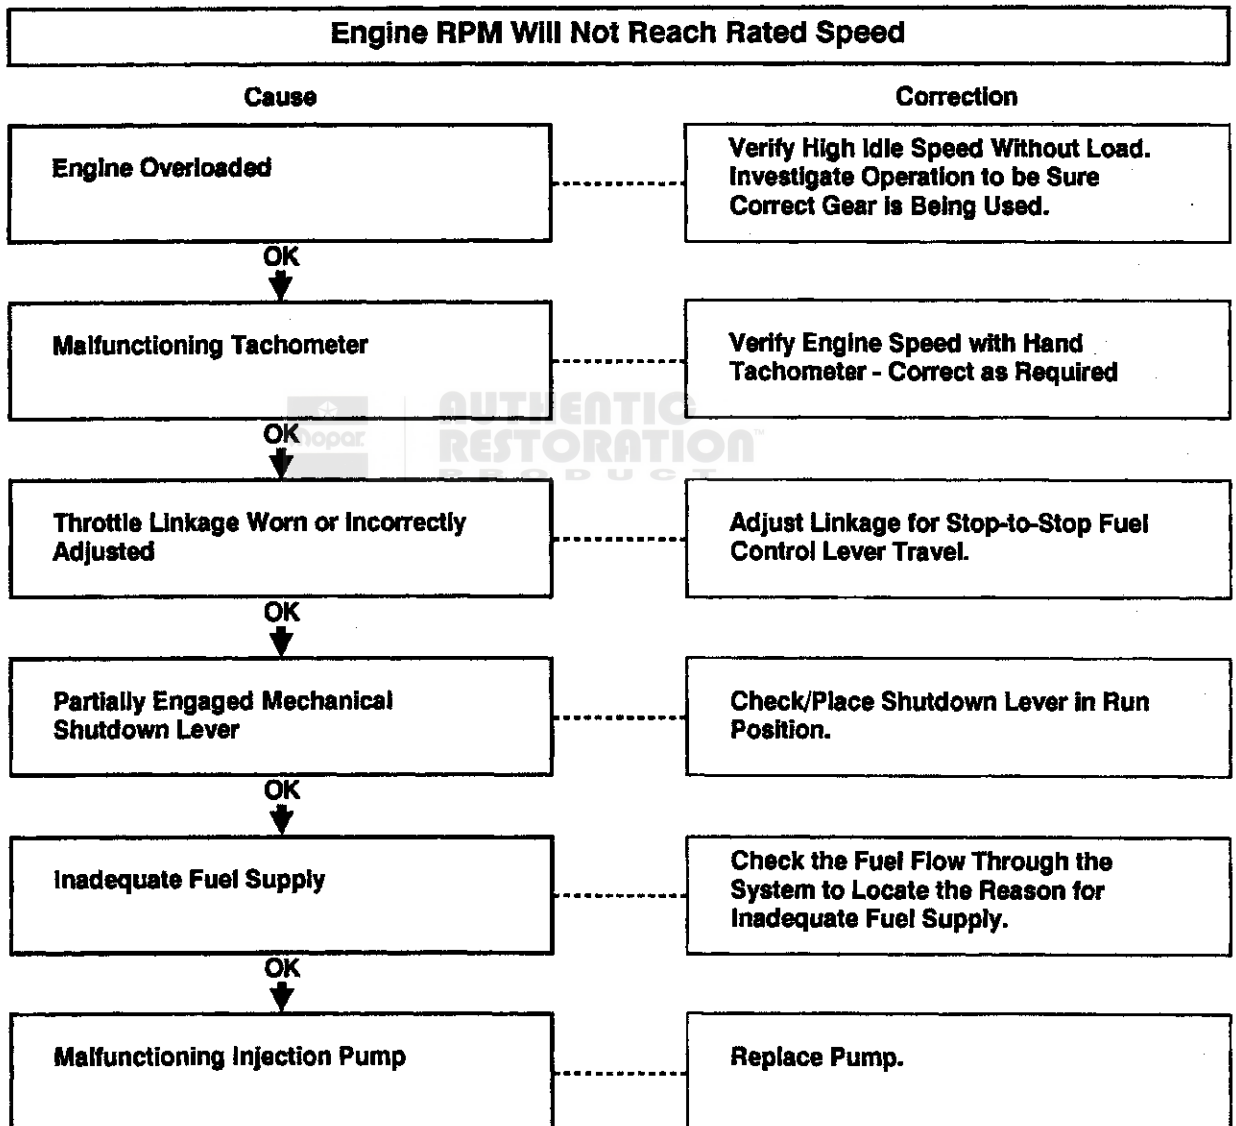 Engine RPM Will Not Reach Rated Speed
Cause
Correction
Engine Overloaded
Verify High Idle Speed Without Load.
Investigate Operation to be Sure
Correct Gear is Being Used.
OK
Malfunctioning Tachometer
Verify Engine Speed with Hand
Tachometer - Correct as Required
mopar
AUTHENTIC
RESTORATION™
PRODUCT
OK
Throttle Linkage Worn or Incorrectly
Adjusted
Adjust Linkage for Stop-to-Stop Fuel
Control Lever Travel.
OK
Partially Engaged Mechanical
Shutdown Lever
Check/Place Shutdown Lever in Run
Position.
OK
Inadequate Fuel Supply
Check the Fuel Flow Through the
System to Locate the Reason for
Inadequate Fuel Supply.
OK
Malfunctioning Injection Pump
Replace Pump.